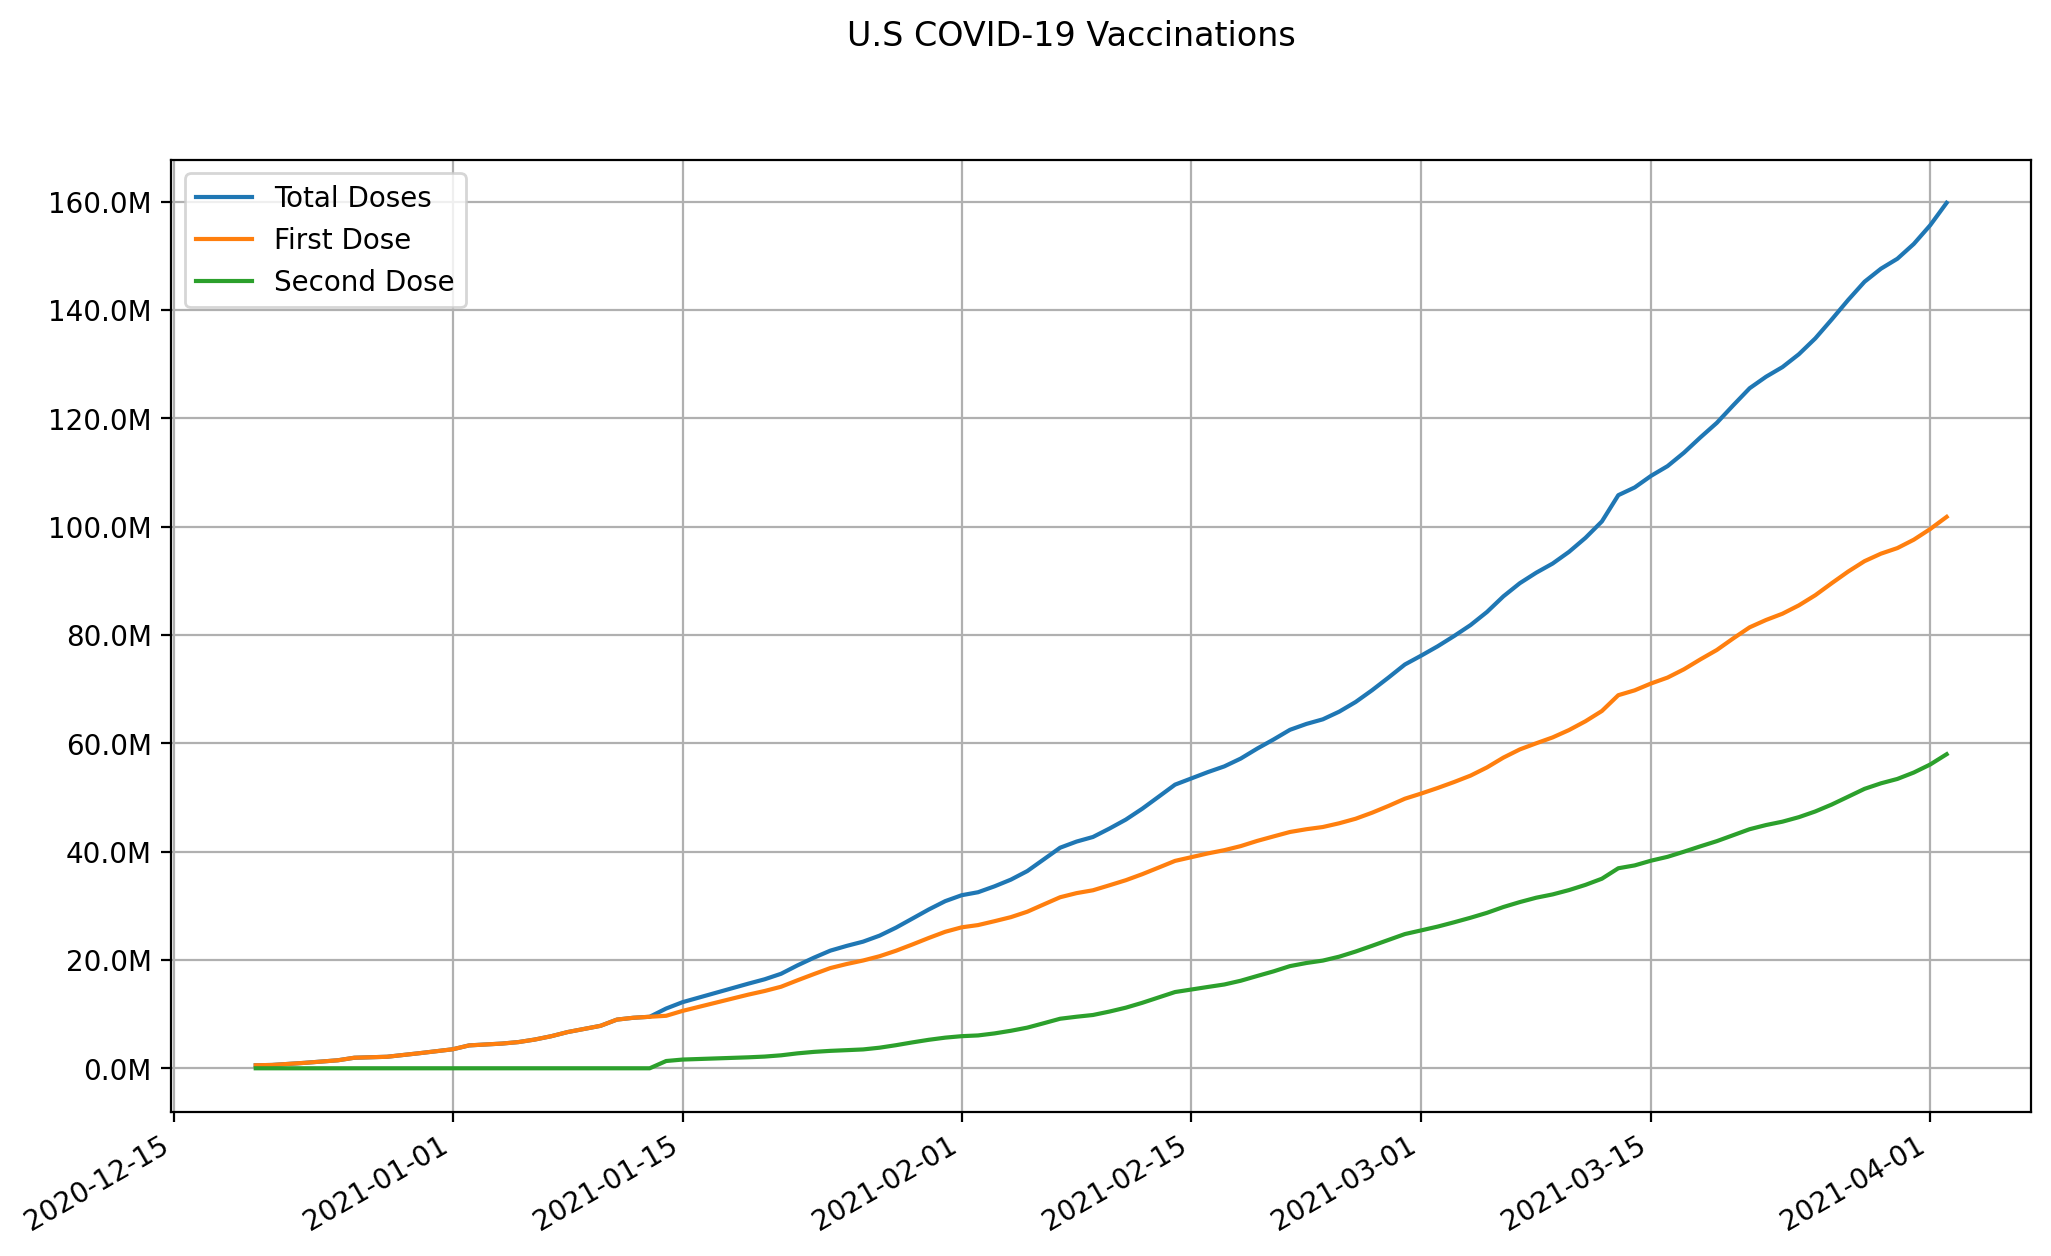 U.S COVID-19 Vaccinations
Total Doses
First Dose
Second Dose
160.0M
140.0M
120.0M
100.0M
80.0M
60.0M
40.0M
20.0M
0.0M
2020-12-15
2021-01-01
2021-01-15
2021-02-01
2021-02-15
2021-03-01
2021-03-15
2021-04-01